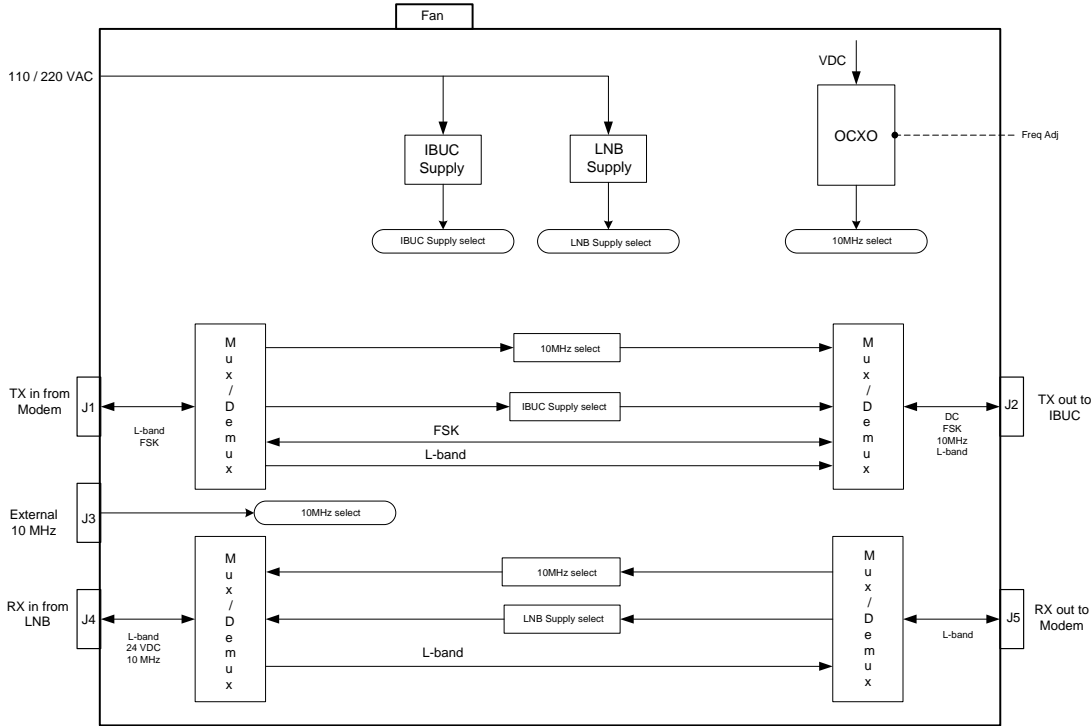 Fan
110 / 220 VAC
VDC
OCXO
Freq Adj
IBUC
Supply
LNB
Supply
IBUC Supply select
LNB Supply select
10MHz select
TX in from
Modem
J1
L-band
FSK
M
u
x
/
D
e
m
u
x
10MHz select
IBUC Supply select
FSK
L-band
M
u
x
/
D
e
m
u
x
DC
FSK
10MHz
L-band
J2
TX out to
IBUC
External
10 MHz
J3
10MHz select
RX in from
LNB
J4
L-band
24 VDC
10 MHz
M
u
x
/
D
e
m
u
x
10MHz select
LNB Supply select
L-band
M
u
x
/
D
e
m
u
x
L-band
J5
RX out to
Modem